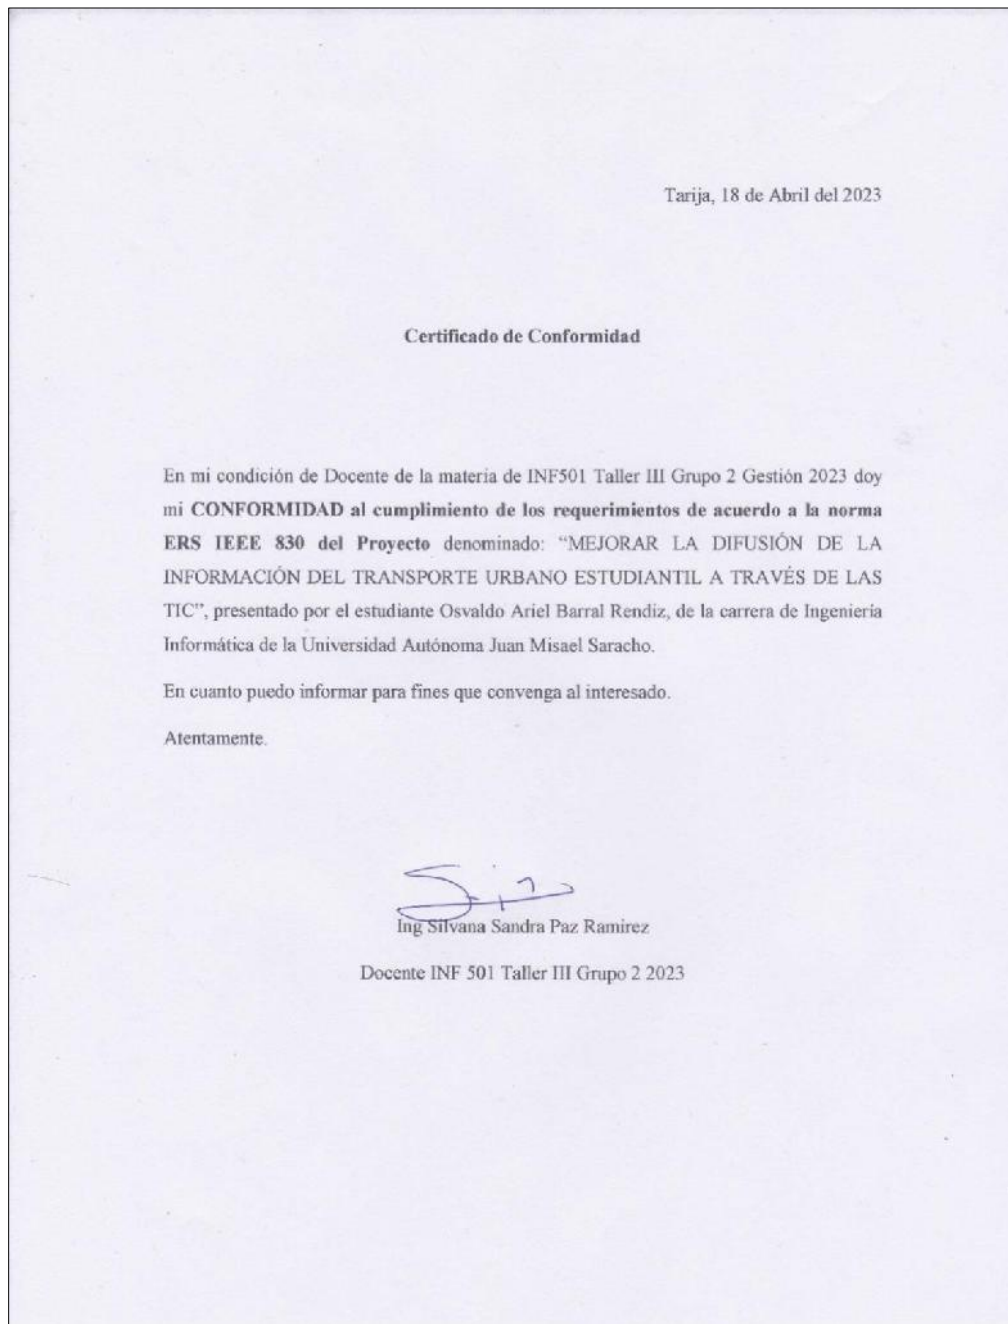 Tarija, 18 de Abril del 2023
Certificado de Conformidad
En mi condición de Docente de la materia de INF501 Taller III Grupo 2 Gestión 2023 doy
mi CONFORMIDAD al cumplimiento de los requerimientos de acuerdo a la norma
ERS IEEE 830 del Proyecto denominado: “MEJORAR LA DIFUSIÓN DE LA
INFORMACIÓN DEL TRANSPORTE URBANO ESTUDIANTIL A TRAVÉS DE LAS
TIC”, presentado por el estudiante Osvaldo Ariel Barral Rendiz, de la carrera de Ingeniería
Informática de la Universidad Autónoma Juan Misael Saracho.
En cuanto puedo informar para fines que convenga al interesado.
Atentamente.
Ing Silvana Sandra Paz Ramirez
Docente INF 501 Taller III Grupo 2 2023